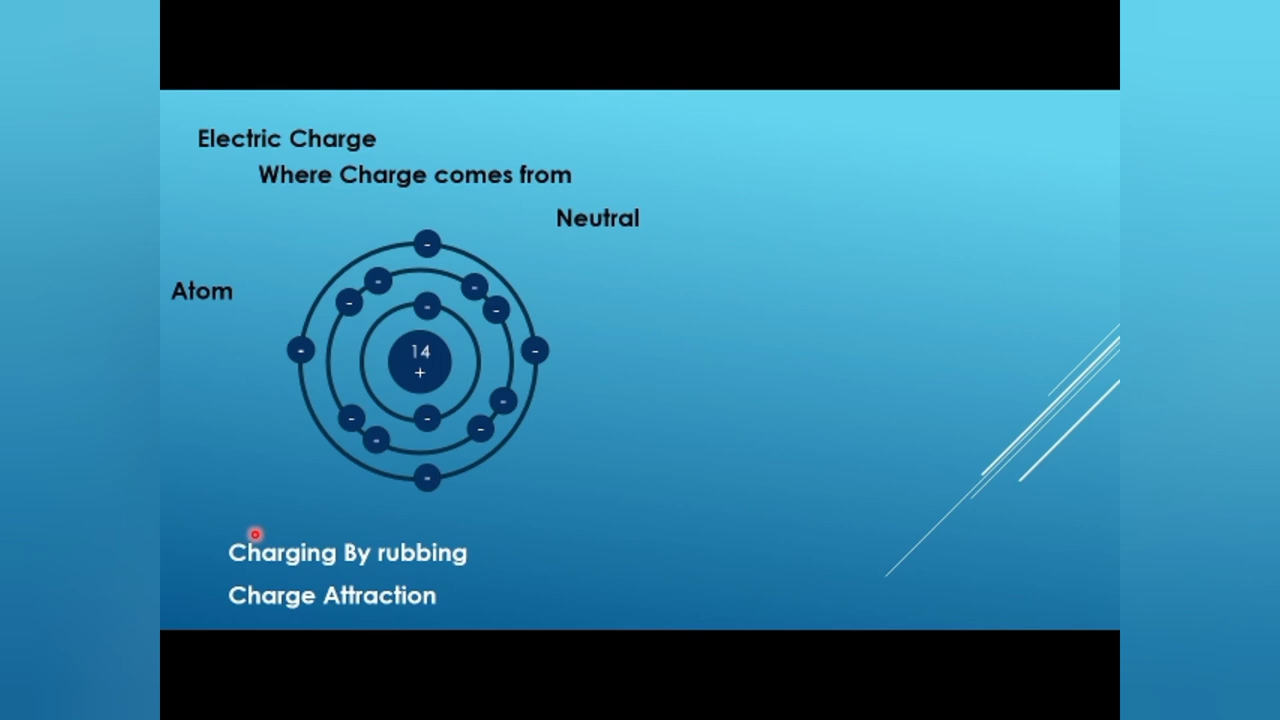 Electric Charge
Where Charge comes from
Neutral
-
- -
- -
-
Atom
14
+
- -
-
- -
- -
-
Charging By rubbing
Charge Attraction